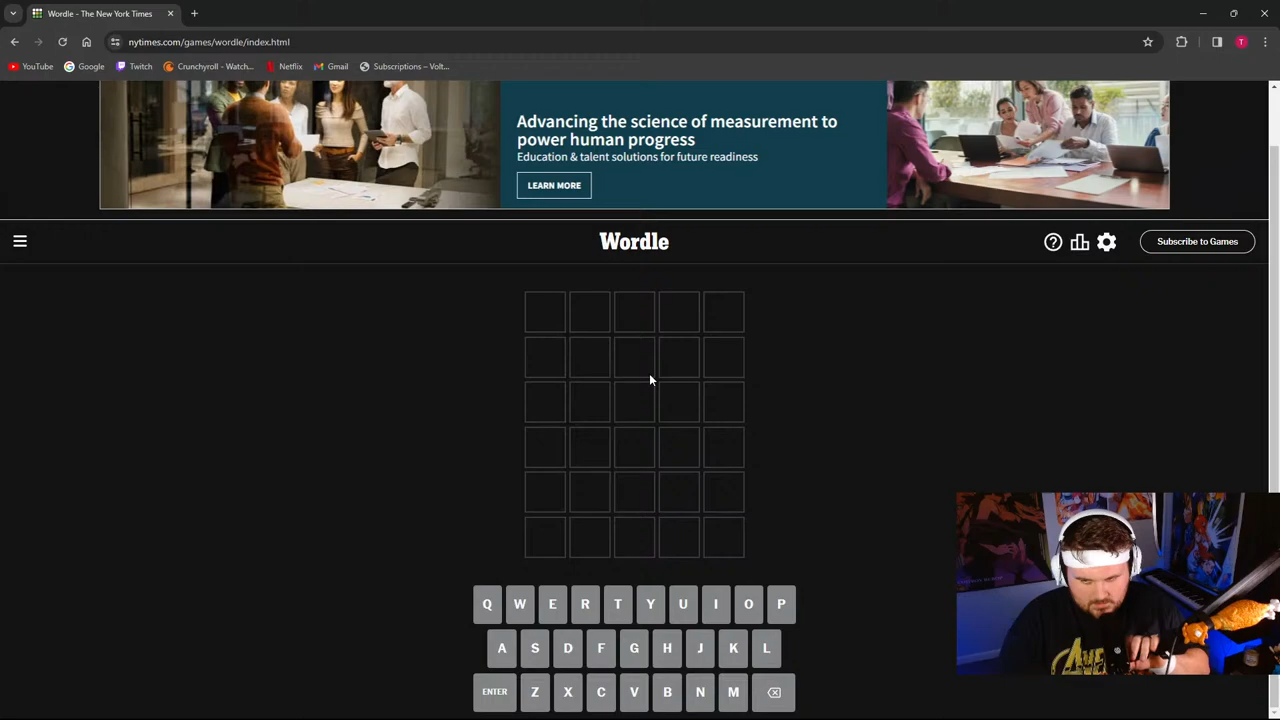 Wordle - The New York Times
nytimes.com/games/wordle/index.html
YouTube Google Twitch Crunchyroll - Watch... Netflix Gmail Subscriptions – Volt...
Advancing the science of measurement to
power human progress
Education & talent solutions for future readiness
LEARN MORE
Wordle
Subscribe to Games
Q W E R T Y U I O P
A S D F G H J K L
ENTER Z X C V B N M